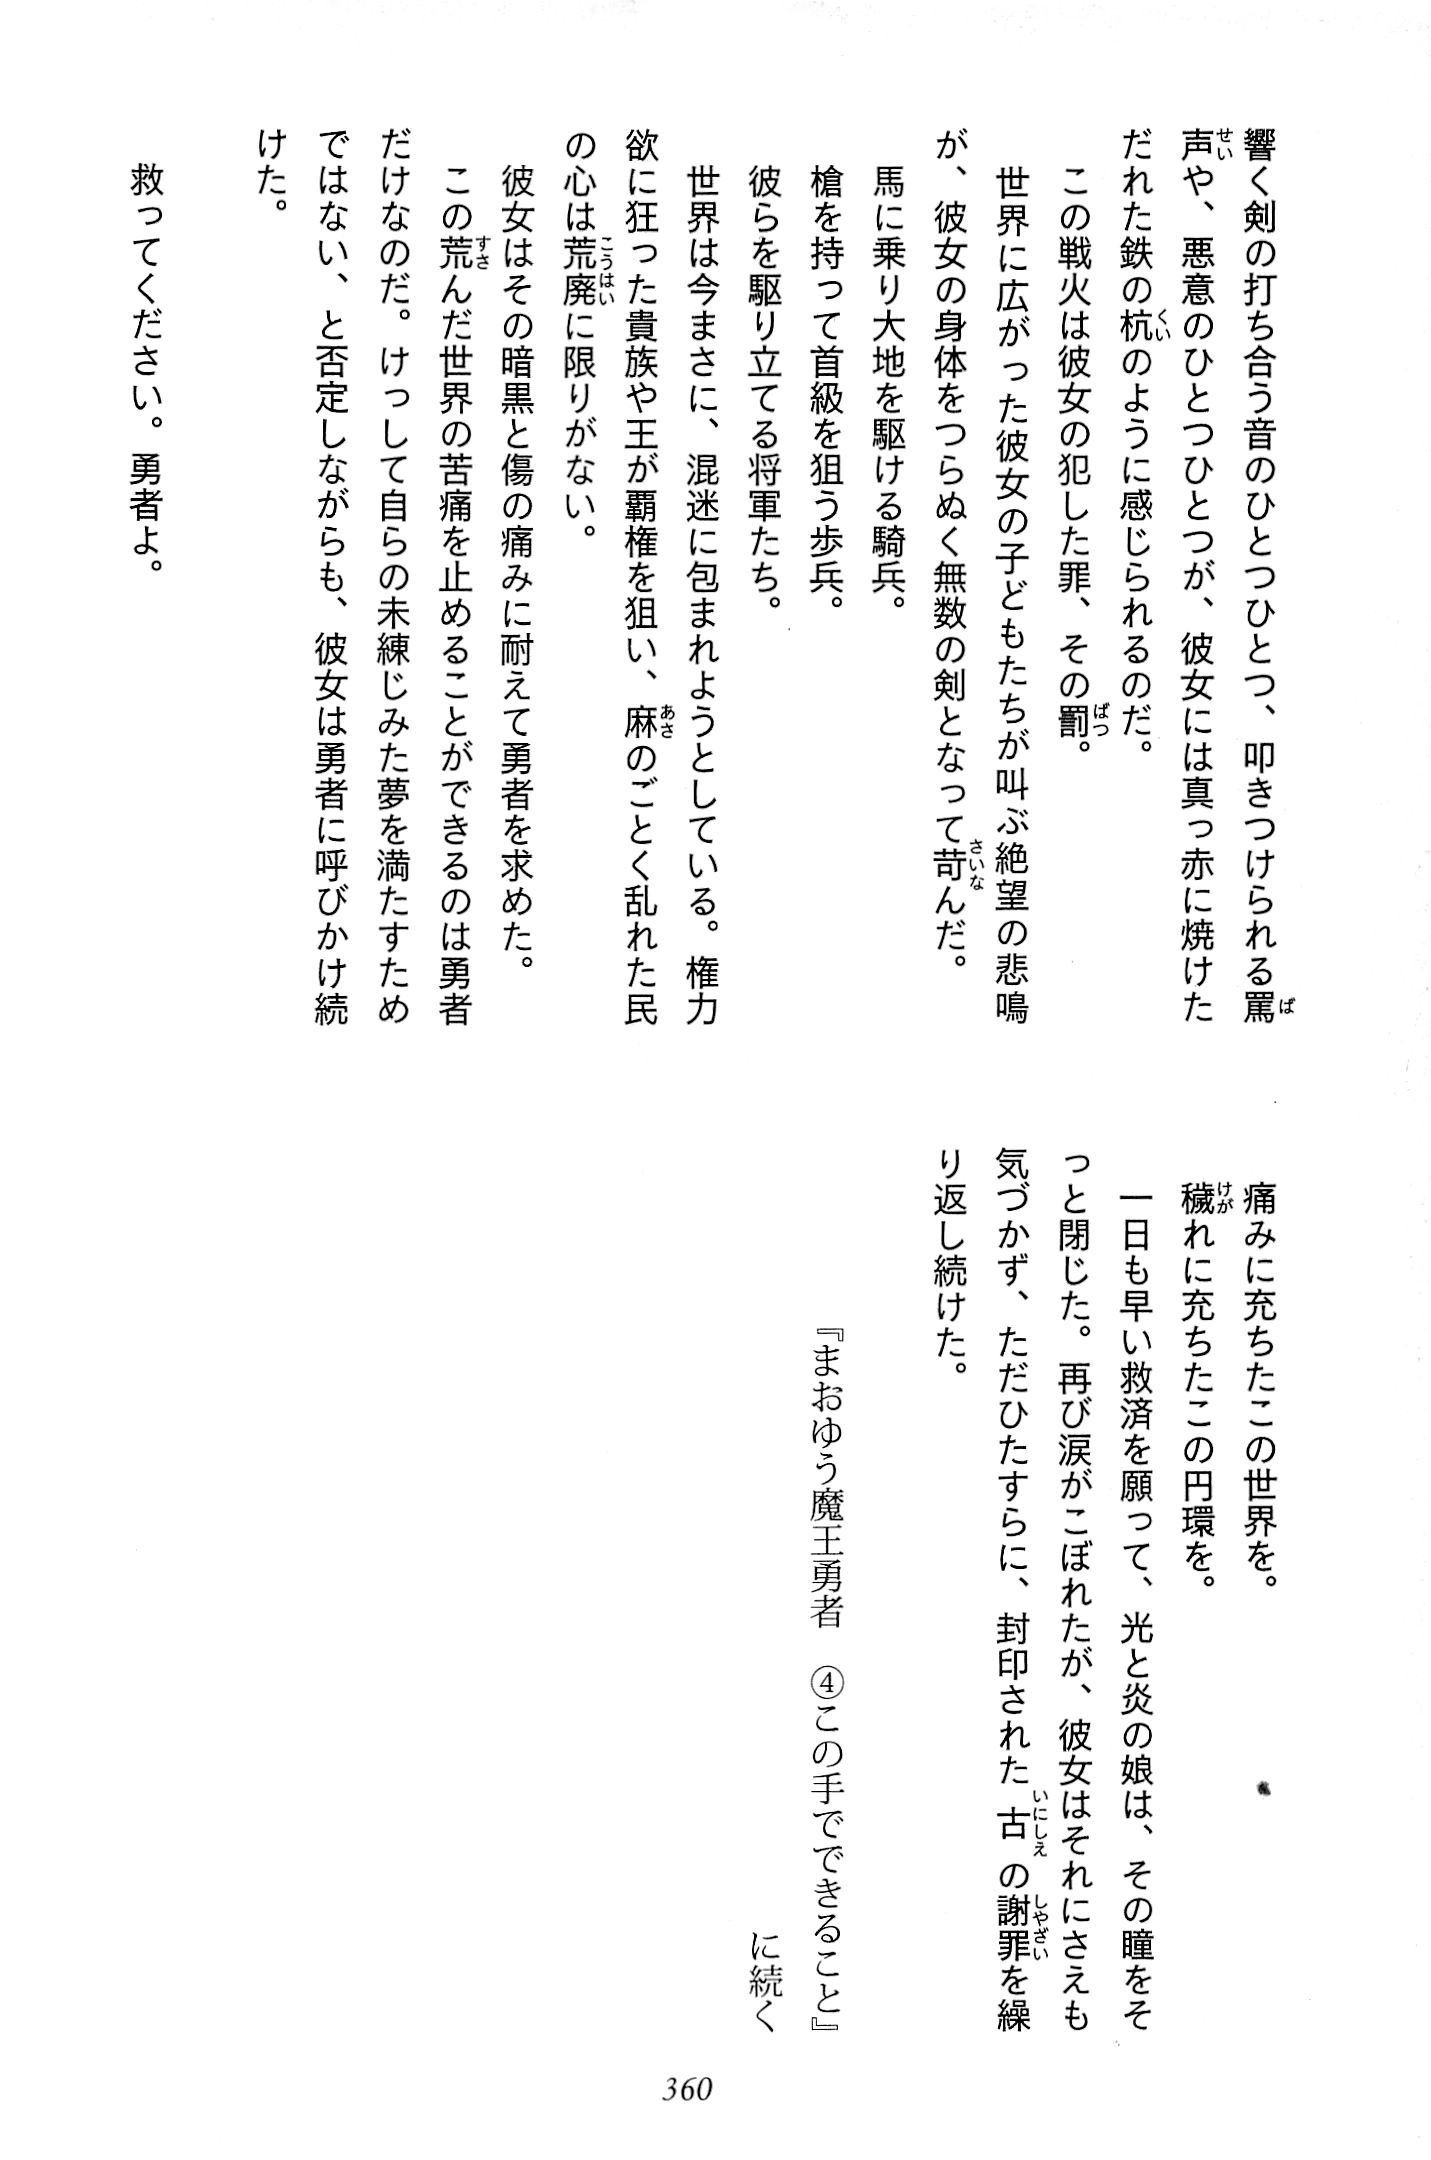 響く剣の打ち合う音のひとつひとつ、叩きつけられる罵
声や、悪意のひとつひとつが、彼女には真っ赤に焼けた
だれた鉄の杭のように感じられるのだ。
この戦火は彼女の犯した罪、その罰。
世界に広がった彼女の子どもたちが叫ぶ絶望の悲鳴
が、彼女の身体をつらぬく無数の剣となって苛んだ。
馬に乗り大地を駆ける騎兵。
槍を持って首級を狙う歩兵。
彼らを駆り立てる将軍たち。
世界は今まさに、混迷に包まれようとしている。権力
欲に狂った貴族や王が覇権を狙い、麻のごとく乱れた民
の心は荒廃に限りがない。
彼女はその暗黒と傷の痛みに耐えて勇者を求めた。
この荒んだ世界の苦痛を止めることができるのは勇者
だけなのだ。けっして自らの未練じみた夢を満たすため
ではない、と否定しながらも、彼女は勇者に呼びかけ続
けた。
救ってください。勇者よ。
痛みに充ちたこの世界を。
穢れに充ちたこの円環を。
一日も早い救済を願って、光と炎の娘は、その瞳をそ
っと閉じた。再び涙がこぼれたが、彼女はそれにさえも
気づかず、ただひたすらに、封印された古の謝罪を繰
り返し続けた。
『まおゆう魔王勇者　④この手でできること』
に続く
360